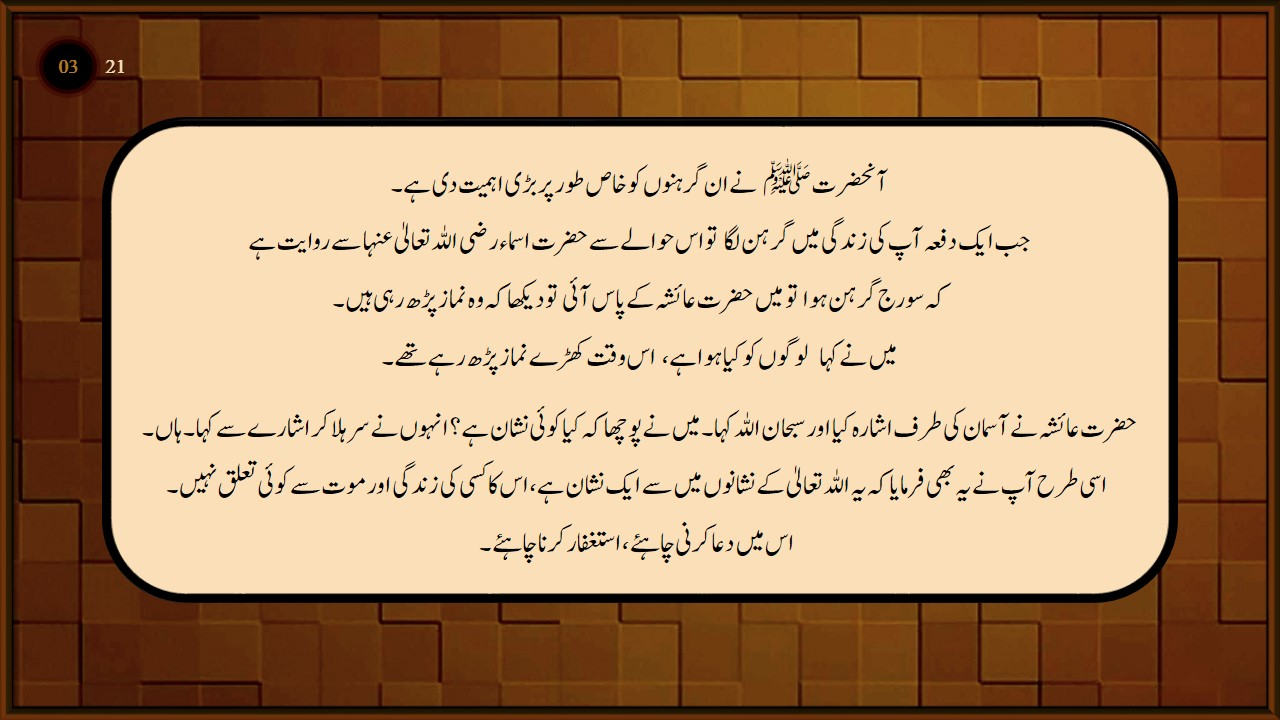 03 21
آنحضرت ﷺ نے ان گرہنوں کو خاص طور پر بڑی اہمیت دی ہے۔
جب ایک دفعہ آپ کی زندگی میں گرہن لگا تو اس حوالے سے حضرت اسماء رضی اللہ تعالیٰ عنہا سے روایت ہے
کہ سورج گرہن ہوا تو میں حضرت عائشہ کے پاس آئی تو دیکھا کہ وہ نماز پڑھ رہی ہیں۔
میں نے کہا لوگوں کو کیا ہوا ہے، اس وقت کھڑے نماز پڑھ رہے تھے۔
حضرت عائشہ نے آسمان کی طرف اشارہ کیا اور سبحان اللہ کہا۔ میں نے پوچھا کہ کیا کوئی نشان ہے؟ انہوں نے سر ہلا کر اشارے سے کہا۔ ہاں۔
اسی طرح آپ نے یہ بھی فرمایا کہ یہ اللہ تعالیٰ کے نشانوں میں سے ایک نشان ہے، اس کا کسی کی زندگی اور موت سے کوئی تعلق نہیں۔
اس میں دعا کرنی چاہئے، استغفار کرنا چاہئے۔